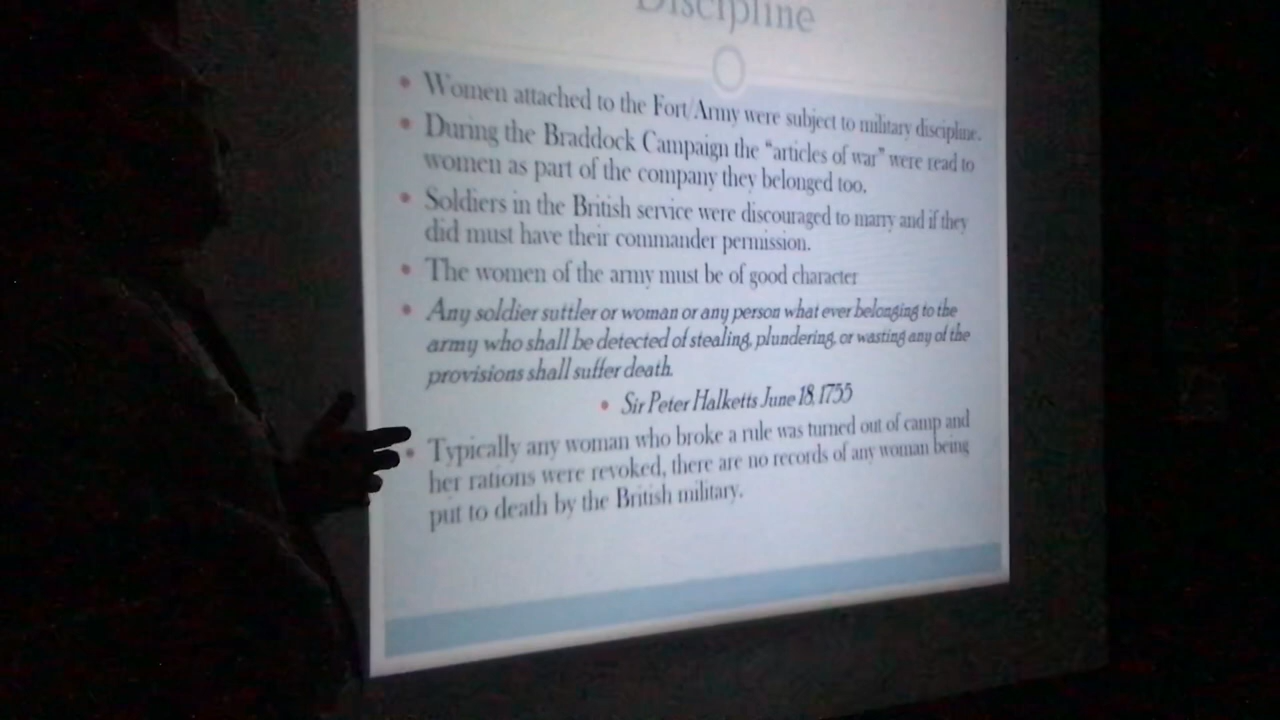 Discipline
• Women attached to the Fort/Army were subject to military discipline.
• During the Braddock Campaign the "articles of war" were read to
women as part of the company they belonged too.
• Soldiers in the British service were discouraged to marry and if they
did must have their commander permission.
• The women of the army must be of good character
• Any soldier suttler or woman or any person what ever belonging to the
army who shall be detected of stealing, plundering, or wasting any of the
provisions shall suffer death.
• Sir Peter Halketts June 18, 1755
• Typically any woman who broke a rule was turned out of camp and
her rations were revoked, there are no records of any woman being
put to death by the British military.